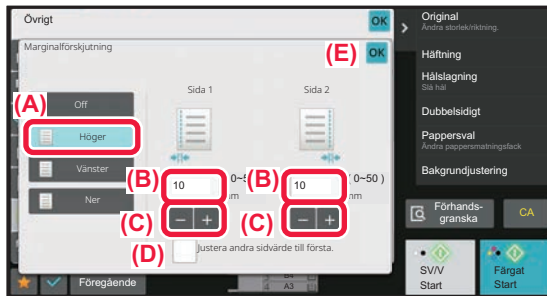 Övrigt
OK
Marginalförskjutning
(E)
OK
(A)
Off
Höger
Vänster
Ner
Sida 1
Sida 2
(B)
10
(B)
10
( 0~50 )
mm
(C)
- +
(C)
- +
(D)
Justera andra sidvärde till första.
Föregående
A3
Original
Ändra storlek/riktning.
Häftning
Hålslagning
Slå hål
Dubbelsidigt
Pappersval
Ändra pappersmatningsfack
Bakgrundjustering
Förhands-
granska
CA
SV/V
Start
Färgat
Start